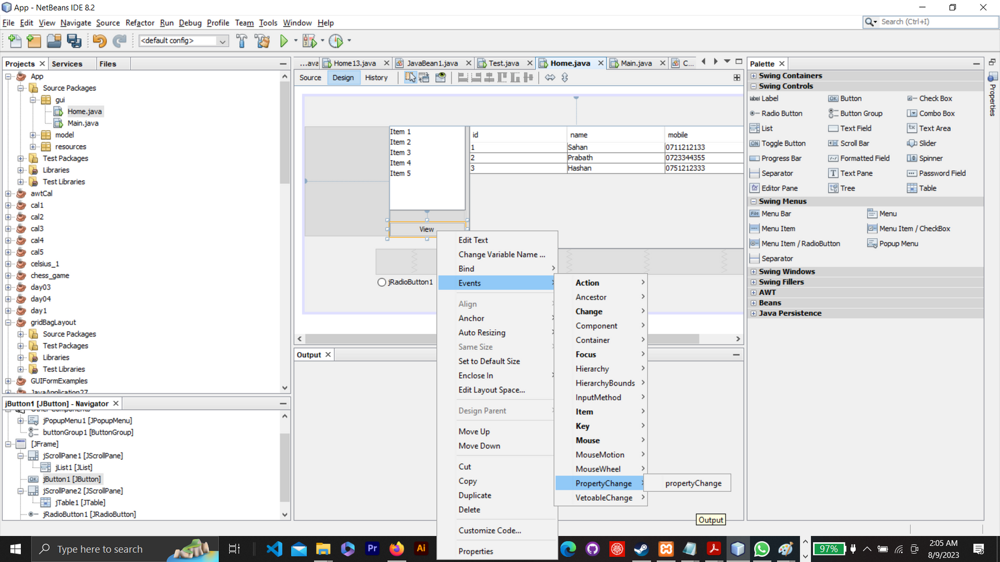 App - NetBeans IDE 8.2
File Edit View Navigate Source Refactor Run Debug Profile Team Tools Window Help
Search (Ctrl+I)
<default config>
Projects Services Files
App
Source Packages
gui
Home.java
Main.java
model
resources
Test Packages
Libraries
Test Libraries
awtCal
cal1
cal2
cal3
cal4
cal5
celsius_1
chess_game
day03
day04
day1
gridBagLayout
Source Packages
Test Packages
Libraries
Test Libraries
GUIFormExamples
JavaApplication27
jButton1 [JButton] - Navigator
Other Components
jPopupMenu1 [JPopupMenu]
buttonGroup1 [ButtonGroup]
[JFrame]
jScrollPane1 [JScrollPane]
jList1 [JList]
jButton1 [JButton]
jScrollPane2 [JScrollPane]
jTable1 [JTable]
jRadioButton1 [JRadioButton]
...ava Home13.java JavaBean1.java Test.java Home.java Main.java C...
Source Design History
Item 1
Item 2
Item 3
Item 4
Item 5
id name mobile
1 Sahan 0711212133
2 Prabath 0723344355
3 Hashan 0751212333
View
jRadioButton1
Edit Text
Change Variable Name ...
Bind
Events
Align
Anchor
Auto Resizing
Same Size
Set to Default Size
Enclose In
Edit Layout Space...
Design Parent
Move Up
Move Down
Cut
Copy
Duplicate
Delete
Customize Code...
Properties
Action
Ancestor
Change
Component
Container
Focus
Hierarchy
HierarchyBounds
InputMethod
Item
Key
Mouse
MouseMotion
MouseWheel
PropertyChange
VetoableChange
propertyChange
Output
Output
Palette
Swing Containers
Swing Controls
label Label OK Button Check Box
Radio Button Button Group Combo Box
List Text Field Text Area
ON Toggle Button Scroll Bar Slider
Progress Bar Formatted Field Spinner
Separator T Text Pane Password Field
Editor Pane Tree Table
Swing Menus
File Menu Bar Menu
Menu Item Menu Item / CheckBox
Menu Item / RadioButton Popup Menu
Separator
Swing Windows
Swing Fillers
AWT
Beans
Java Persistence
Properties
Type here to search
Pr
Ai
97%
2:05 AM
8/9/2023